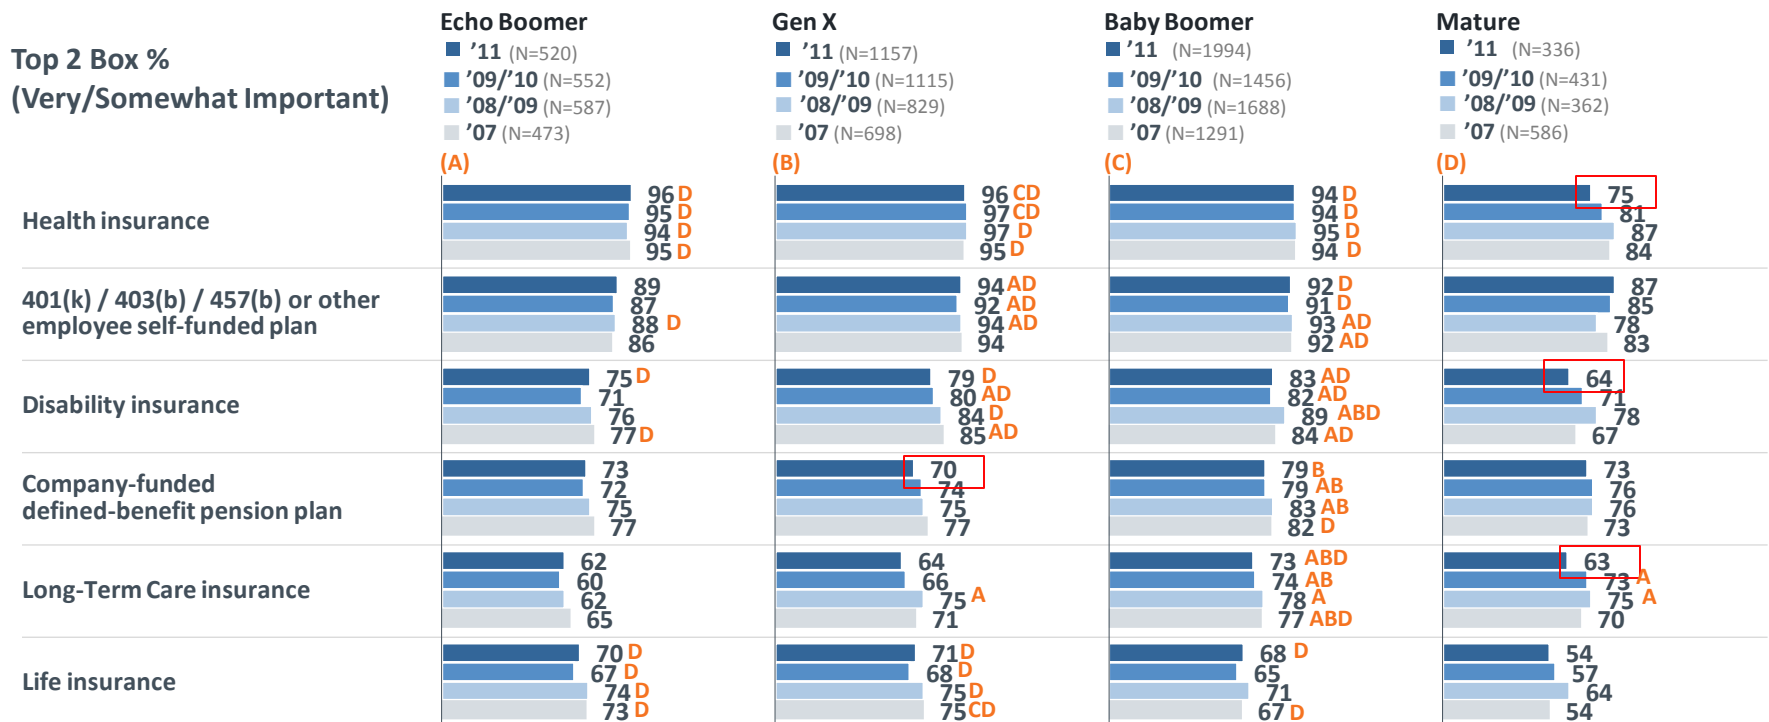 Echo Boomer
Gen X
Baby Boomer
Mature
Top 2 Box %
(Very/Somewhat Important)
’11 (N=520)
’09/’10 (N=552)
’08/’09 (N=587)
’07 (N=473)
’11 (N=1157)
’09/’10 (N=1115)
’08/’09 (N=829)
’07 (N=698)
’11 (N=1994)
’09/’10 (N=1456)
’08/’09 (N=1688)
’07 (N=1291)
’11 (N=336)
’09/’10 (N=431)
’08/’09 (N=362)
’07 (N=586)
(A)
(B)
(C)
(D)
Health insurance
96 D
95 D
94 D
95 D
96 CD
97 CD
97 D
95 D
94 D
94 D
95 D
94 D
75
81
87
84
401(k) / 403(b) / 457(b) or other
employee self-funded plan
89
87
88 D
86
94 AD
92 AD
94 AD
94
92 D
91 D
93 AD
92 AD
87
85
78
83
Disability insurance
75 D
71
76
77 D
79 D
80 AD
84 D
85 AD
83 AD
82 AD
89 ABD
84 AD
64
71
78
67
Company-funded
defined-benefit pension plan
73
72
75
77
70
74
75
77
79 B
79 AB
83 AB
82 D
73
76
76
73
Long-Term Care insurance
62
60
62
65
64
66
75 A
71
73 ABD
74 AB
78 A
77 ABD
63
73 A
75 A
70
Life insurance
70 D
67 D
74 D
73 D
71 D
68 D
75 D
75 CD
68 D
65
71
67 D
54
57
64
54